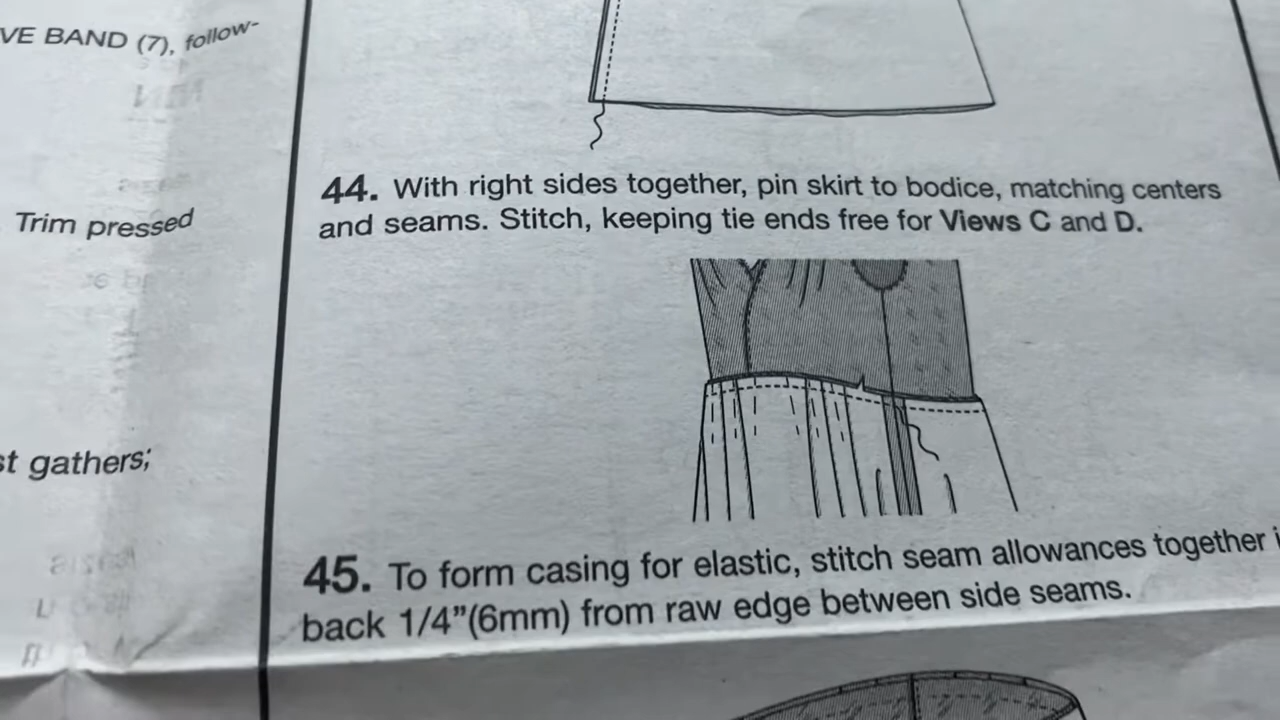 VE BAND (7), follow-
Trim pressed
st gathers;
44. With right sides together, pin skirt to bodice, matching centers
and seams. Stitch, keeping tie ends free for Views C and D.
45. To form casing for elastic, stitch seam allowances together i
back 1/4”(6mm) from raw edge between side seams.